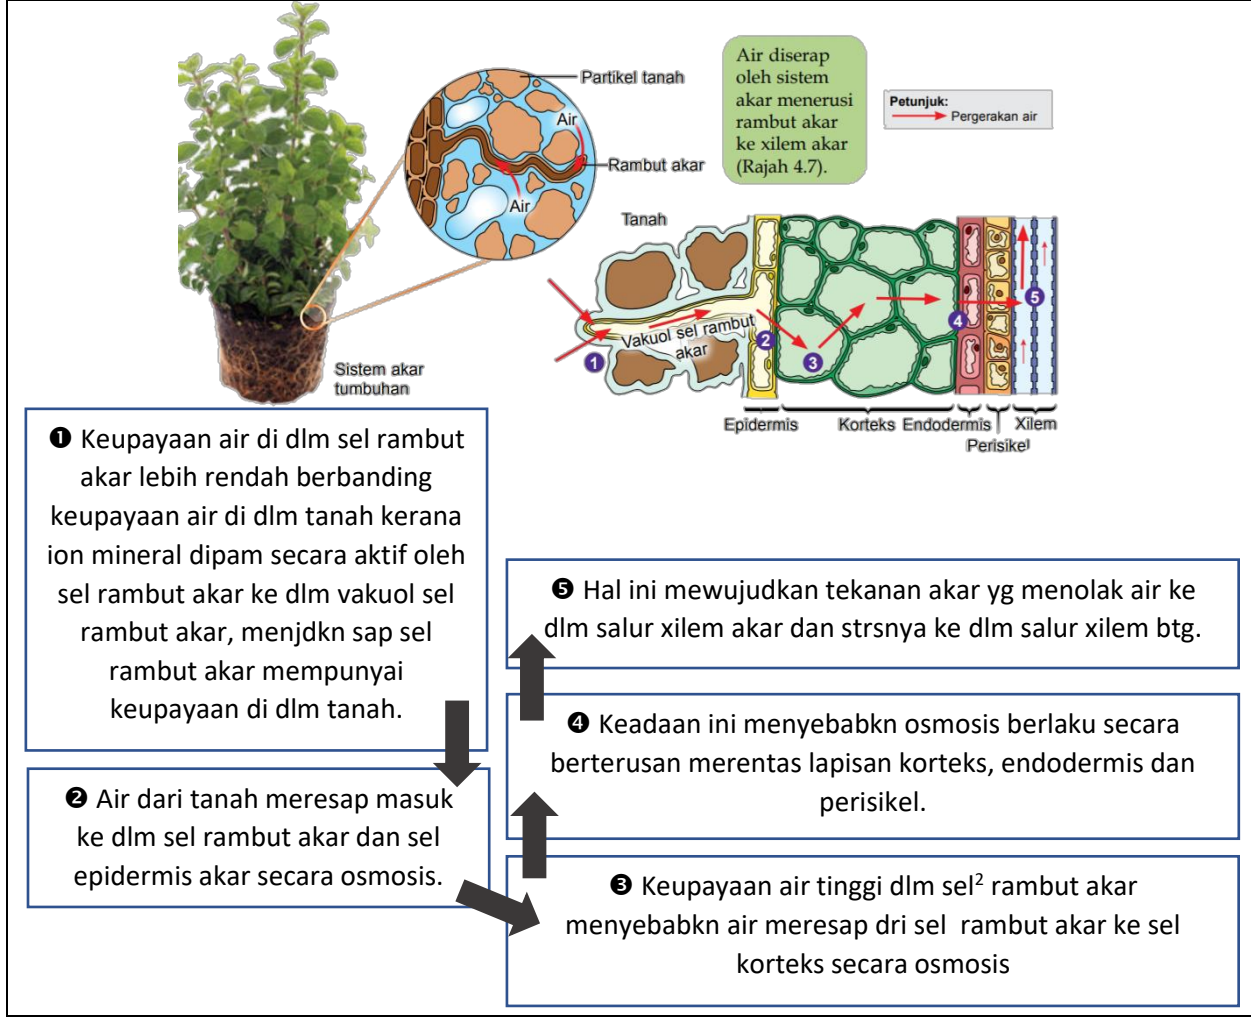 Partikel tanah
Air
Rambut akar
Air
Sistem akar
tumbuhan
Air diserap
oleh sistem
akar menerusi
rambut akar
ke xilem akar
(Rajah 4.7).
Petunjuk:
Pergerakan air
Tanah
Vakuol sel rambut
akar
1
2
3
4
5
Epidermis
Korteks
Endodermis
Xilem
Perisikel
❶ Keupayaan air di dlm sel rambut
akar lebih rendah berbanding
keupayaan air di dlm tanah kerana
ion mineral dipam secara aktif oleh
sel rambut akar ke dlm vakuol sel
rambut akar, menjdkn sap sel
rambut akar mempunyai
keupayaan di dlm tanah.
❷ Air dari tanah meresap masuk
ke dlm sel rambut akar dan sel
epidermis akar secara osmosis.
❸ Keupayaan air tinggi dlm sel² rambut akar
menyebabkn air meresap dri sel rambut akar ke sel
korteks secara osmosis
❹ Keadaan ini menyebabkn osmosis berlaku secara
berterusan merentas lapisan korteks, endodermis dan
perisikel.
❺ Hal ini mewujudkan tekanan akar yg menolak air ke
dlm salur xilem akar dan strsnya ke dlm salur xilem btg.